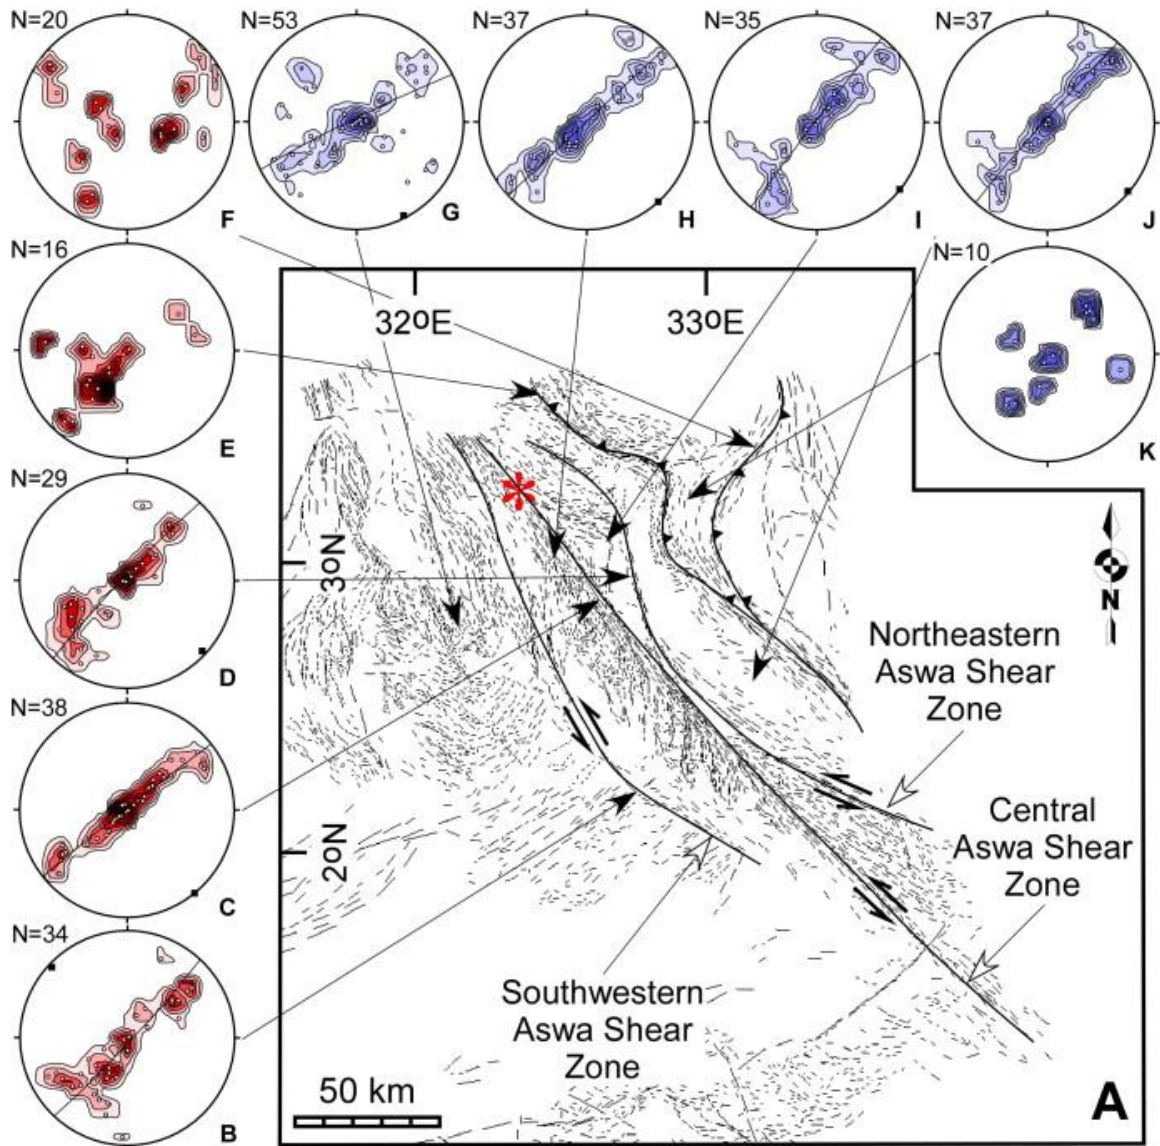 N=20
N=53
N=37
N=35
N=37
F
G
H
I
J
N=16
N=10
32oE
33oE
E
K
N=29
3oN
N
D
Northeastern
Aswa Shear
Zone
N=38
Central
Aswa Shear
Zone
2oN
C
N=34
Southwestern
Aswa Shear
Zone
50 km
A
B